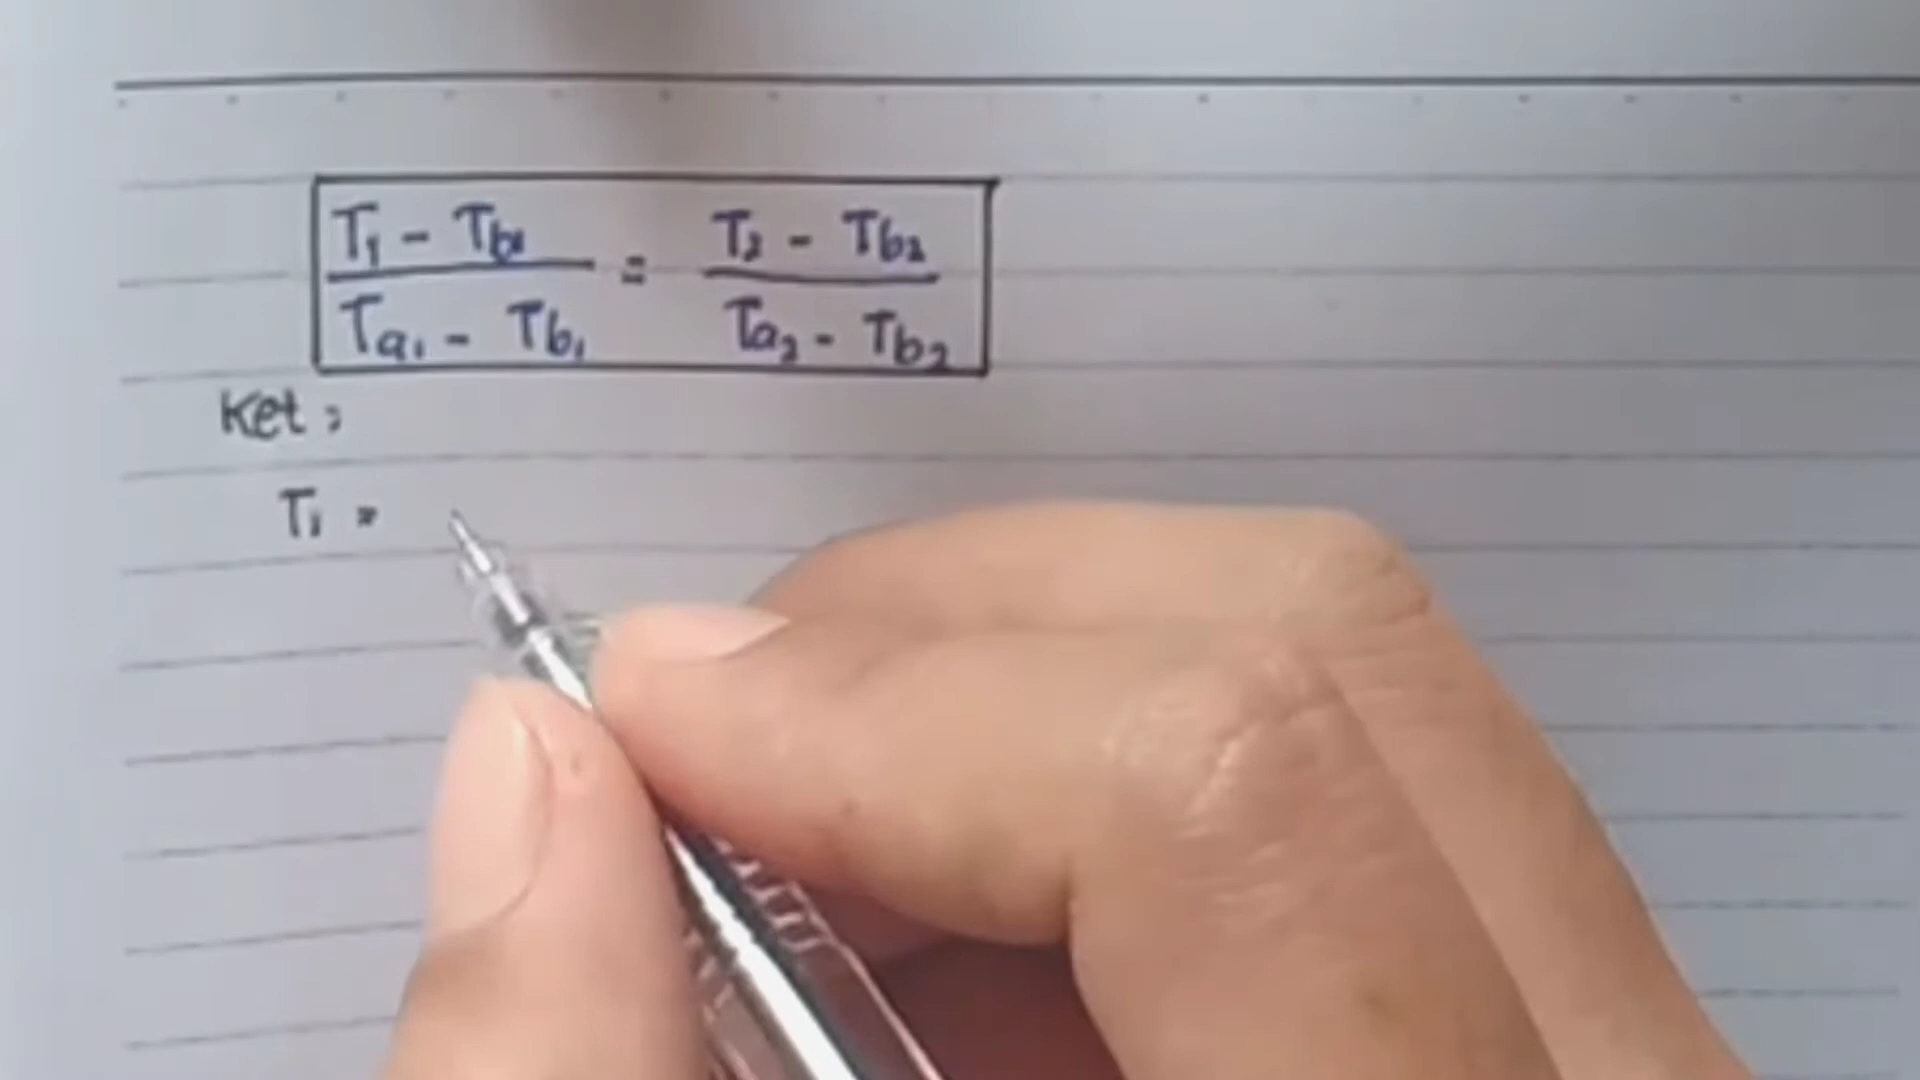 T₁ - Tb₁ / Ta₁ - Tb₁ = T₂ - Tb₂ / Ta₂ - Tb₂
Ket :
T₁ =